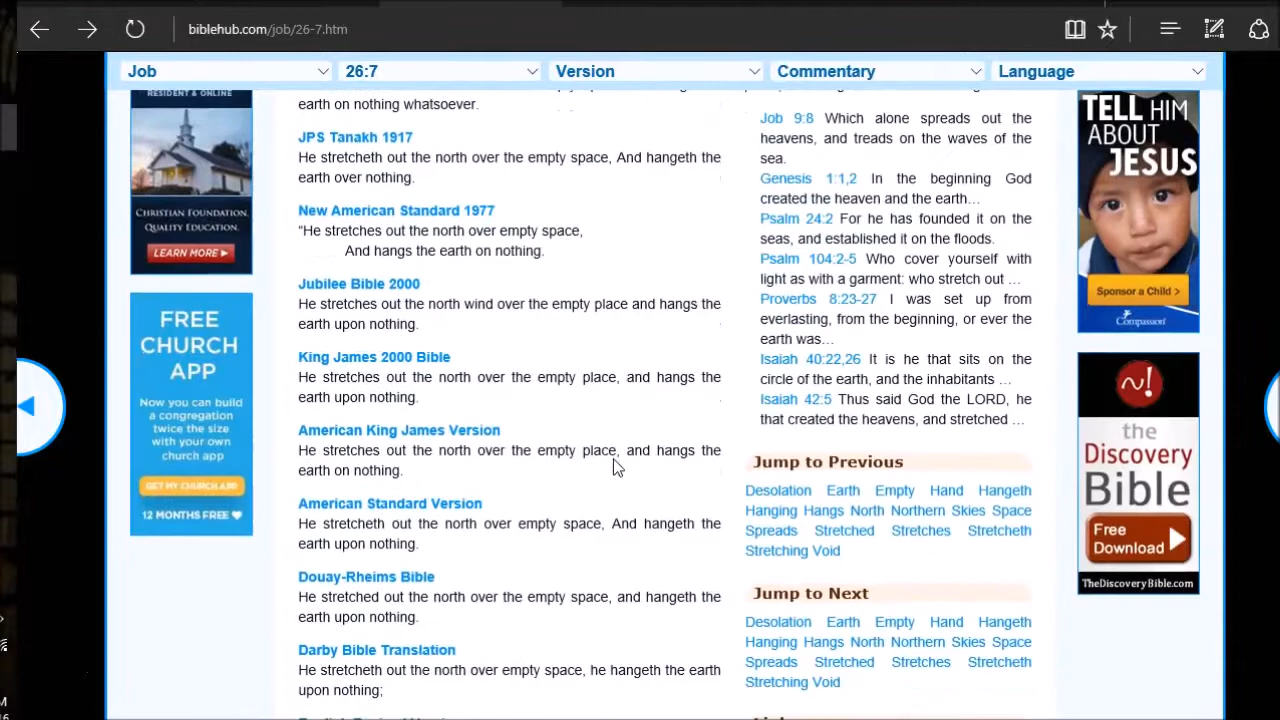 biblehub.com/job/26-7.htm
Job
26:7
Version
Commentary
Language
RESIDENT & ONLINE
CHRISTIAN FOUNDATION.
QUALITY EDUCATION.
LEARN MORE
FREE
CHURCH
APP
Now you can build
a congregation
twice the size
with your own
church app
GET MY CHURCH APP
12 MONTHS FREE
earth on nothing whatsoever.
JPS Tanakh 1917
He stretcheth out the north over the empty space, And hangeth the
earth over nothing.
New American Standard 1977
“He stretches out the north over empty space,
And hangs the earth on nothing.
Jubilee Bible 2000
He stretches out the north wind over the empty place and hangs the
earth upon nothing.
King James 2000 Bible
He stretches out the north over the empty place, and hangs the
earth upon nothing.
American King James Version
He stretches out the north over the empty place, and hangs the
earth on nothing.
American Standard Version
He stretcheth out the north over empty space, And hangeth the
earth upon nothing.
Douay-Rheims Bible
He stretched out the north over the empty space, and hangeth the
earth upon nothing.
Darby Bible Translation
He stretcheth out the north over empty space, he hangeth the earth
upon nothing;
Job 9:8 Which alone spreads out the
heavens, and treads on the waves of the
sea.
Genesis 1:1,2 In the beginning God
created the heaven and the earth…
Psalm 24:2 For he has founded it on the
seas, and established it on the floods.
Psalm 104:2-5 Who cover yourself with
light as with a garment: who stretch out …
Proverbs 8:23-27 I was set up from
everlasting, from the beginning, or ever the
earth was…
Isaiah 40:22,26 It is he that sits on the
circle of the earth, and the inhabitants …
Isaiah 42:5 Thus said God the LORD, he
that created the heavens, and stretched …
Jump to Previous
Desolation Earth Empty Hand Hangeth
Hanging Hangs North Northern Skies Space
Spreads Stretched Stretches Stretcheth
Stretching Void
Jump to Next
Desolation Earth Empty Hand Hangeth
Hanging Hangs North Northern Skies Space
Spreads Stretched Stretches Stretcheth
Stretching Void
TELL HIM
ABOUT
JESUS
Sponsor a Child >
Compassion
the
Discovery
Bible
Free
Download
TheDiscoveryBible.com